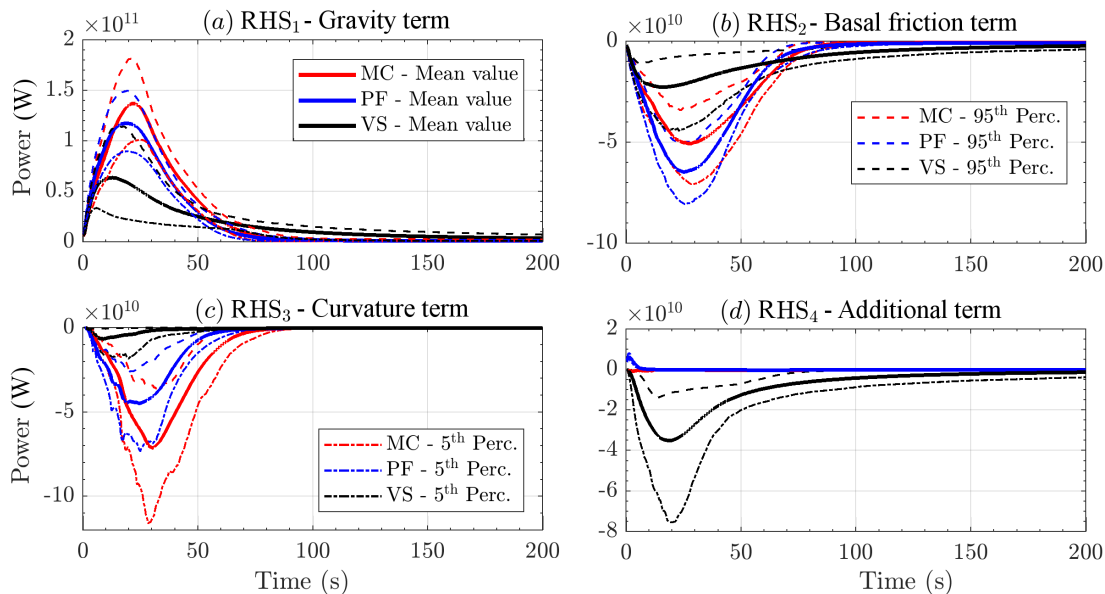 ×10¹¹ (a) RHS₁ - Gravity term
2
1.5
1
0.5
0
0 50 100 150 200
Power (W)
MC - Mean value
PF - Mean value
VS - Mean value
×10¹⁰ (b) RHS₂ - Basal friction term
0
-5
-10
0 50 100 150 200
MC - 95ᵗʰ Perc.
PF - 95ᵗʰ Perc.
VS - 95ᵗʰ Perc.
×10¹⁰ (c) RHS₃ - Curvature term
0
-5
-10
0 50 100 150 200
Power (W)
Time (s)
MC - 5ᵗʰ Perc.
PF - 5ᵗʰ Perc.
VS - 5ᵗʰ Perc.
×10¹⁰ (d) RHS₄ - Additional term
2
0
-2
-4
-6
-8
0 50 100 150 200
Time (s)